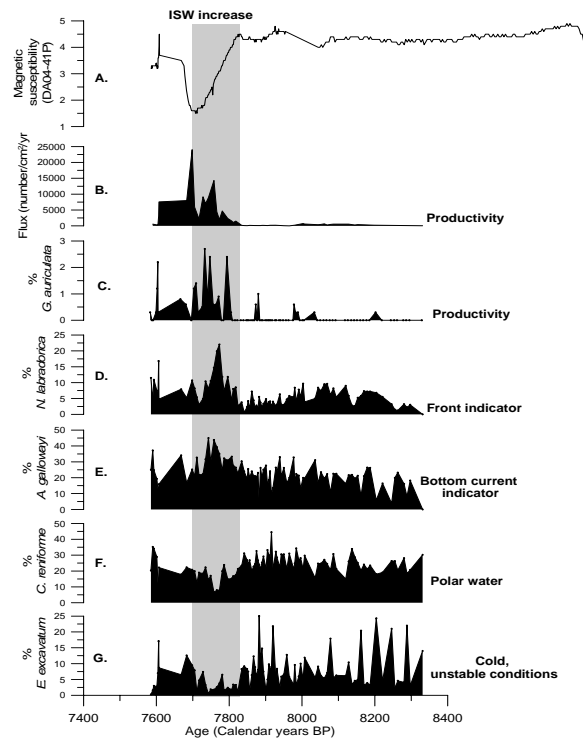 ISW increase
Magnetic
susceptibility
(DA04-41P)
5
4
3
2
1
A.
Flux (number/cm²/yr)
25000
20000
15000
10000
5000
0
B.
Productivity
%
G. auriculata
3
2
1
0
C.
Productivity
%
N. labradorica
25
20
15
10
5
0
D.
Front indicator
%
A. gallowayi
50
40
30
20
10
0
E.
Bottom current
indicator
%
C. reniforme
50
40
30
20
10
0
F.
Polar water
%
E. excavatum
25
20
15
10
5
0
G.
Cold,
unstable conditions
7400 7600 7800 8000 8200 8400
Age (Calendar years BP)